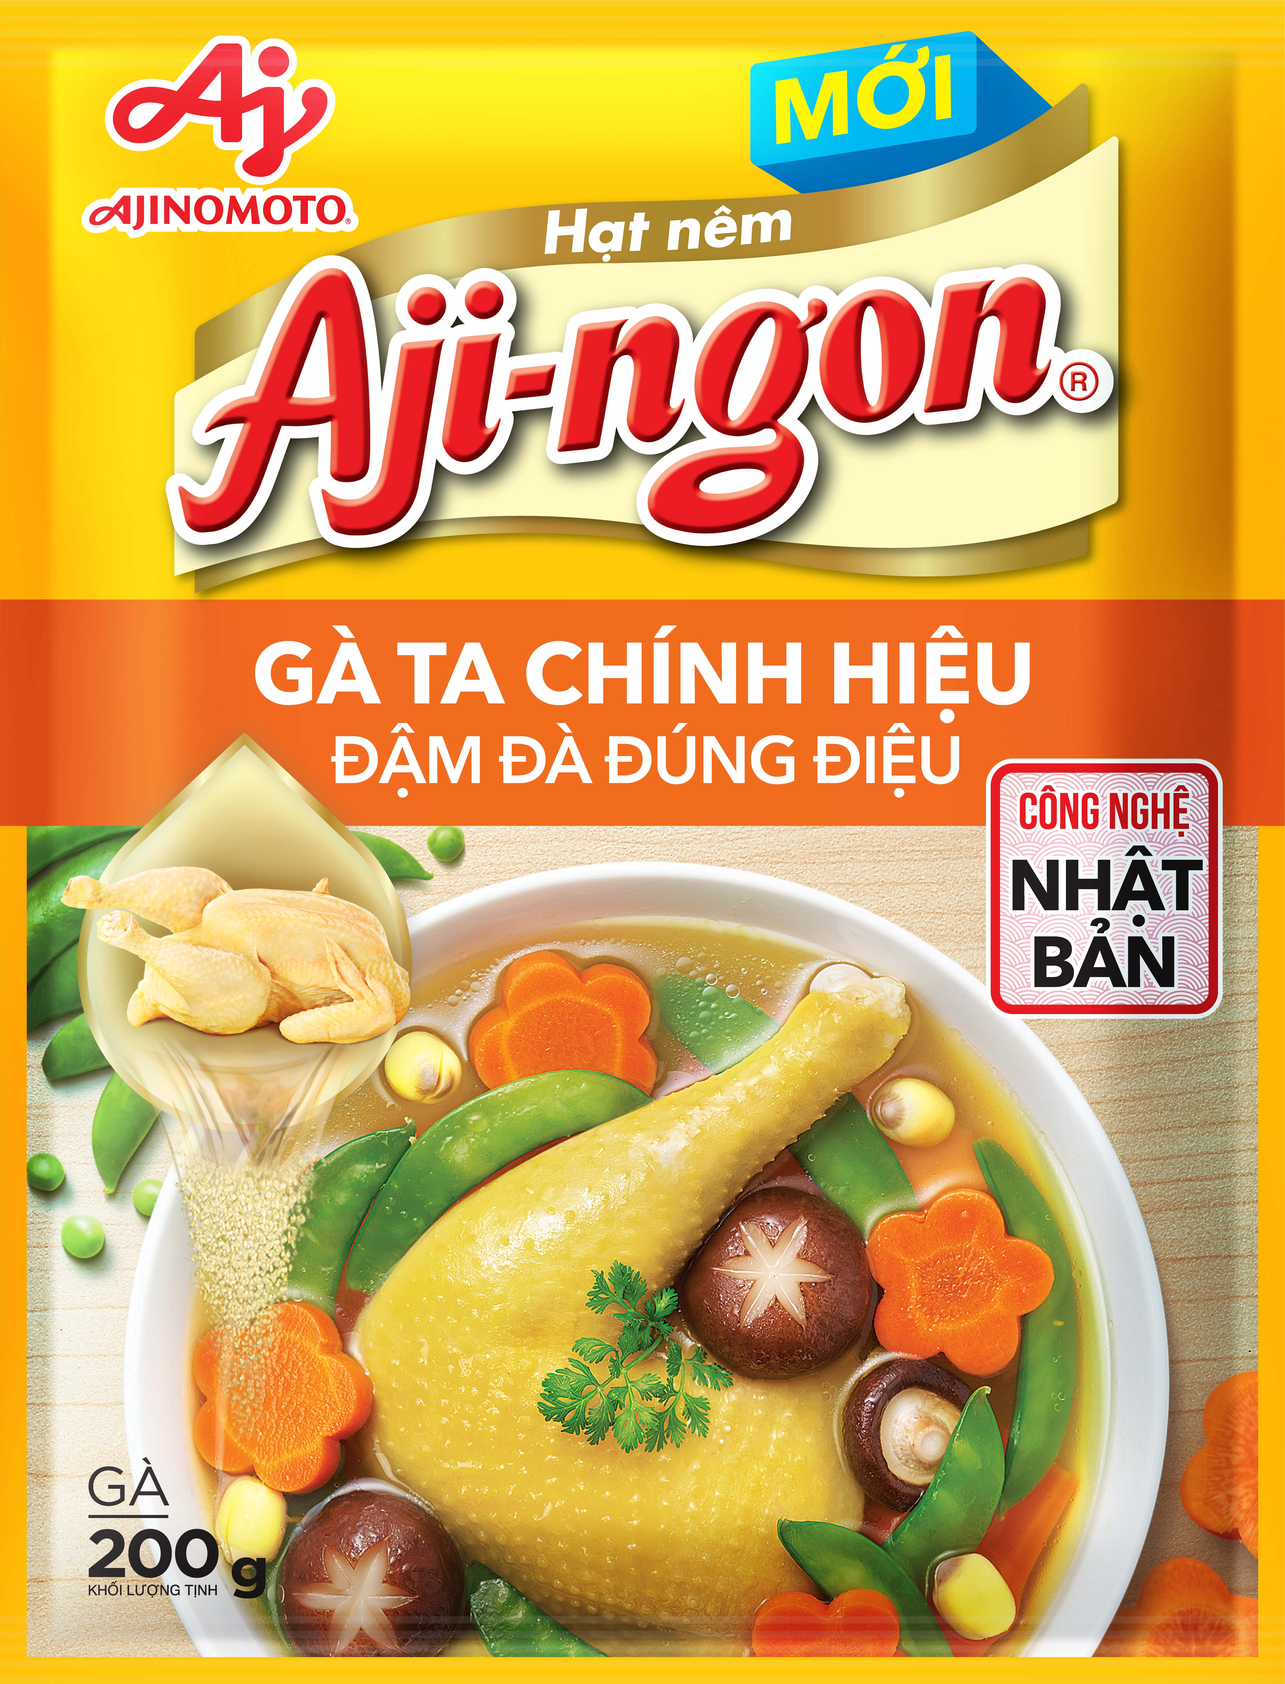 Aj
AJINOMOTO®
MỚI
Hạt nêm
Aji-ngon®
GÀ TA CHÍNH HIỆU
ĐẬM ĐÀ ĐÚNG ĐIỆU
CÔNG NGHỆ
NHẬT
BẢN
GÀ
200 g
KHỐI LƯỢNG TỊNH